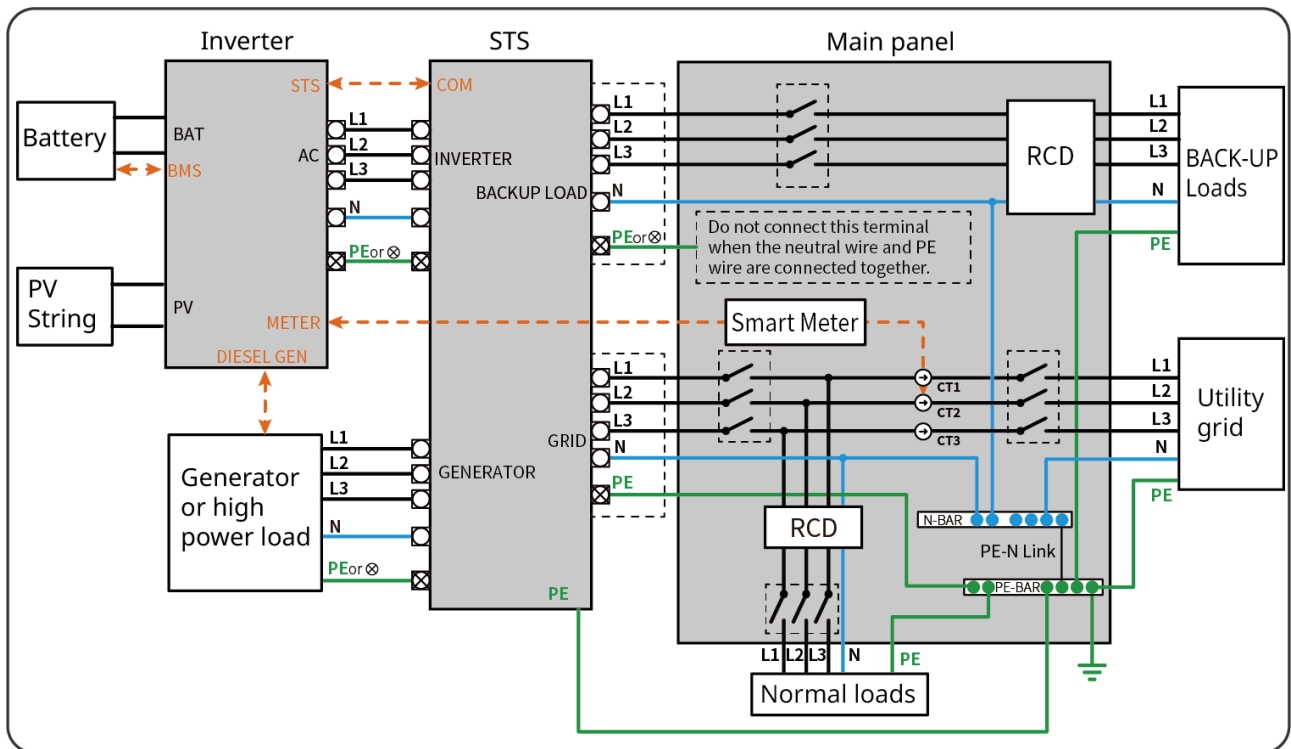 Inverter
STS
Main panel
STS
COM
L1
L1
Battery
BAT
L1
L2
L2
L2
AC
L3
INVERTER
L3
RCD
L3
BACK-UP
Loads
BMS
BACKUP LOAD
N
N
N
PEor⊗
PEor⊗
Do not connect this terminal
when the neutral wire and PE
wire are connected together.
PE
PV
String
PV
METER
Smart Meter
DIESEL GEN
L1
L1
CT1
L2
L2
CT2
Utility
grid
L3
L3
CT3
GRID
N
N
L1
L2
L3
N
PEor⊗
Generator
or high
power load
GENERATOR
PE
PE
RCD
N-BAR
PE-N Link
PE-BAR
PE
L1
L2
L3
N
PE
Normal loads